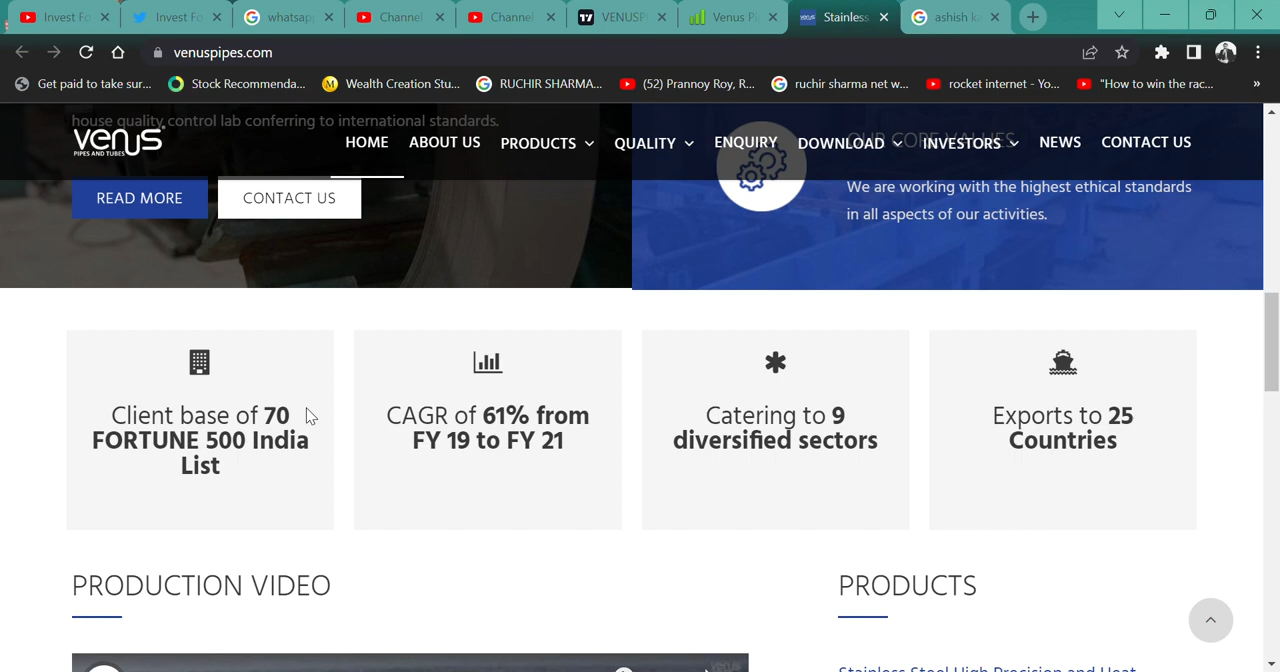 Invest Fo
Invest Fo
whatsap
Channel
Channel
VENUSPI
Venus Pi
Stainless
ashish k
venuspipes.com
Get paid to take sur...
Stock Recommenda...
Wealth Creation Stu...
RUCHIR SHARMA...
(52) Prannoy Roy, R...
ruchir sharma net w...
rocket internet - Yo...
"How to win the rac...
»
house quality control lab conferring to international standards.
OUR CORE VALUES
venus
PIPES AND TUBES
HOME
ABOUT US
PRODUCTS
QUALITY
ENQUIRY
DOWNLOAD
INVESTORS
NEWS
CONTACT US
We are working with the highest ethical standards
in all aspects of our activities.
READ MORE
CONTACT US
Client base of 70
FORTUNE 500 India
List
CAGR of 61% from
FY 19 to FY 21
Catering to 9
diversified sectors
Exports to 25
Countries
PRODUCTION VIDEO
PRODUCTS
Stainless Steel High Precision and Heat